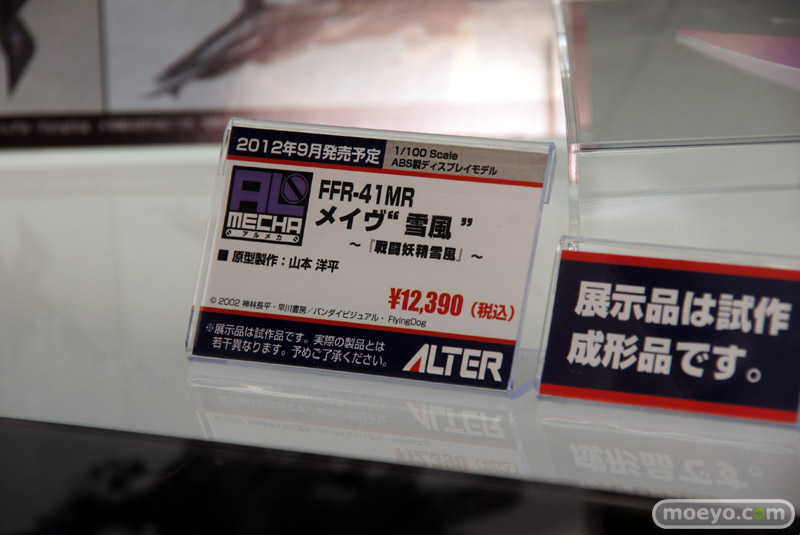 2012年9月発売予定
1/100 Scale
ABS製ディスプレイモデル
ALMECHA
アルメカ
FFR-41MR
メイヴ“雪風”
～『戦闘妖精雪風』～
■ 原型製作：山本 洋平
¥12,390（税込）
© 2002 神林長平・早川書房／バンダイビジュアル・FlyingDog
※展示品は試作品です。実際の製品とは
若干異なります。予めご了承ください。
ALTER
展示品は試作
成形品です。
moeyo.com